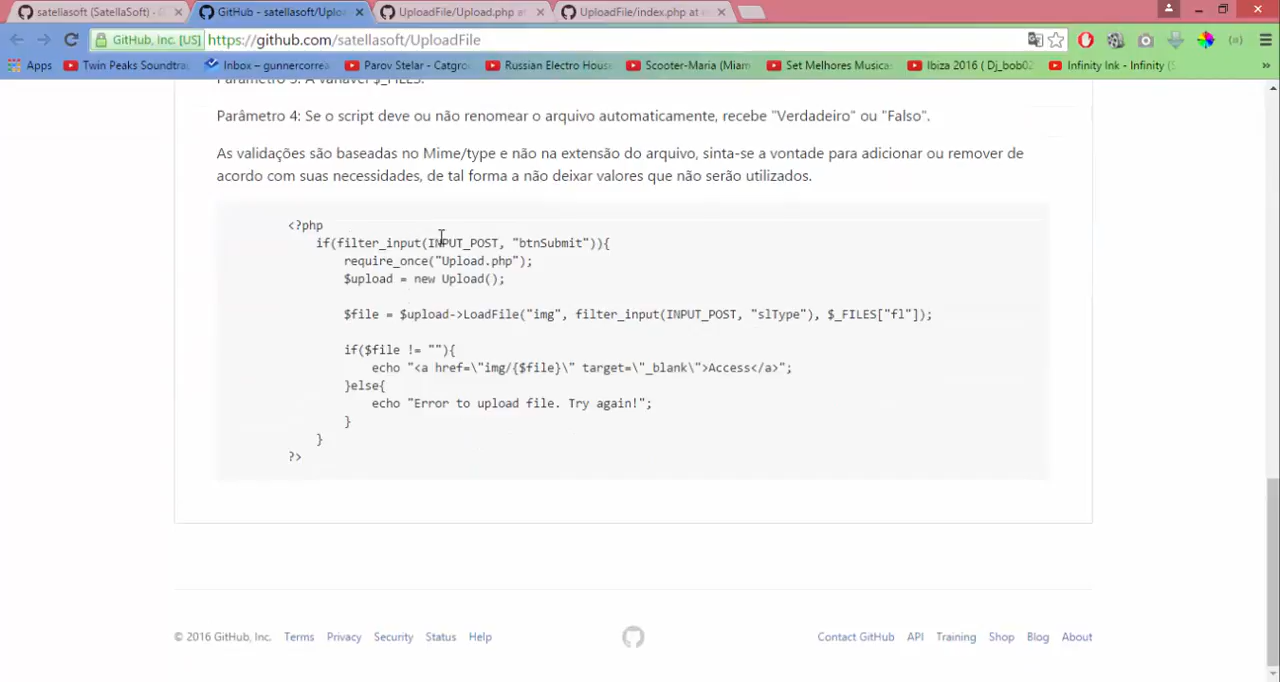 satellasoft (SatellaSoft)
GitHub - satellasoft/Uplo
UploadFile/Upload.php at
UploadFile/index.php at
GitHub, Inc. [US]
https://github.com/satellasoft/UploadFile
Apps
Twin Peaks Soundtra
Inbox – gunnercorrea
Parov Stelar - Catgro
Russian Electro Hous
Scooter-Maria (Miam
Set Melhores Musica
Ibiza 2016 ( Dj_bob02
Infinity Ink - Infinity (
»
Parâmetro 3: A variável $_FILES.
Parâmetro 4: Se o script deve ou não renomear o arquivo automaticamente, recebe "Verdadeiro" ou "Falso".
As validações são baseadas no Mime/type e não na extensão do arquivo, sinta-se a vontade para adicionar ou remover de
acordo com suas necessidades, de tal forma a não deixar valores que não serão utilizados.
<?php
if(filter_input(INPUT_POST, "btnSubmit")){
require_once("Upload.php");
$upload = new Upload();
$file = $upload->LoadFile("img", filter_input(INPUT_POST, "slType"), $_FILES["fl"]);
if($file != ""){
echo "<a href=\"img/{$file}\" target=\"_blank\">Access</a>";
}else{
echo "Error to upload file. Try again!";
}
}
?>
© 2016 GitHub, Inc.
Terms
Privacy
Security
Status
Help
Contact GitHub
API
Training
Shop
Blog
About